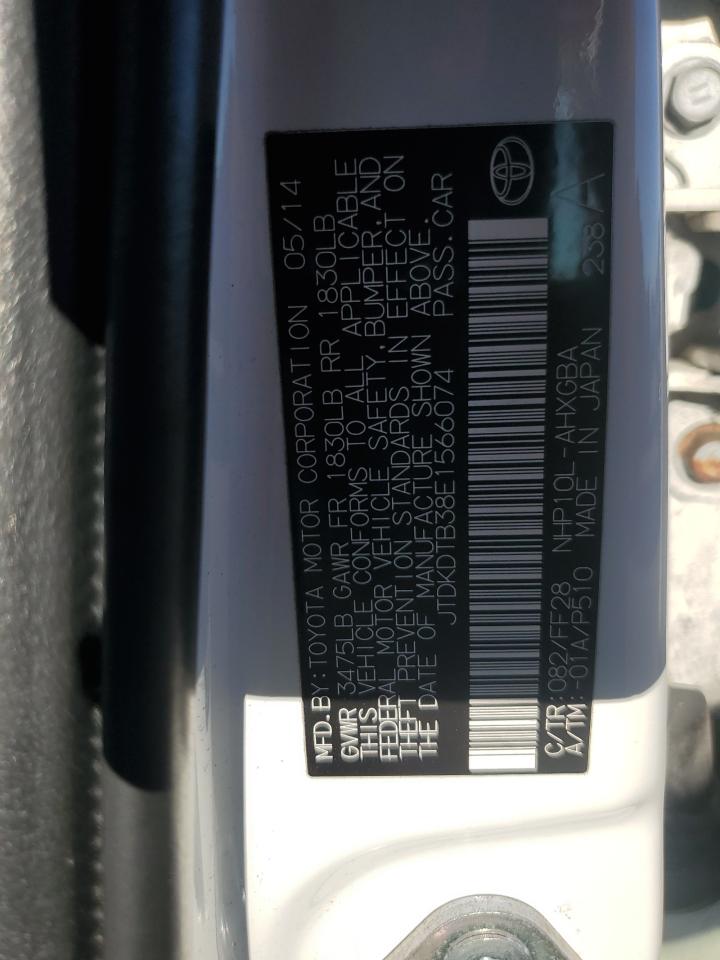 MFD.BY:TOYOTA MOTOR CORPORATION 05/14
GVWR 3475LB GAWR FR 1830LB RR 1830LB
THIS VEHICLE CONFORMS TO ALL APPLICABLE
FEDERAL MOTOR VEHICLE SAFETY,BUMPER,AND
THEFT PREVENTION STANDARDS IN EFFECT ON
THE DATE OF MANUFACTURE SHOWN ABOVE.
JTDKDTB38E1566074 PASS.CAR
C/TR:082/FF28 NHP10L-AHXGBA
A/TM:-01A/P510 MADE IN JAPAN 238A